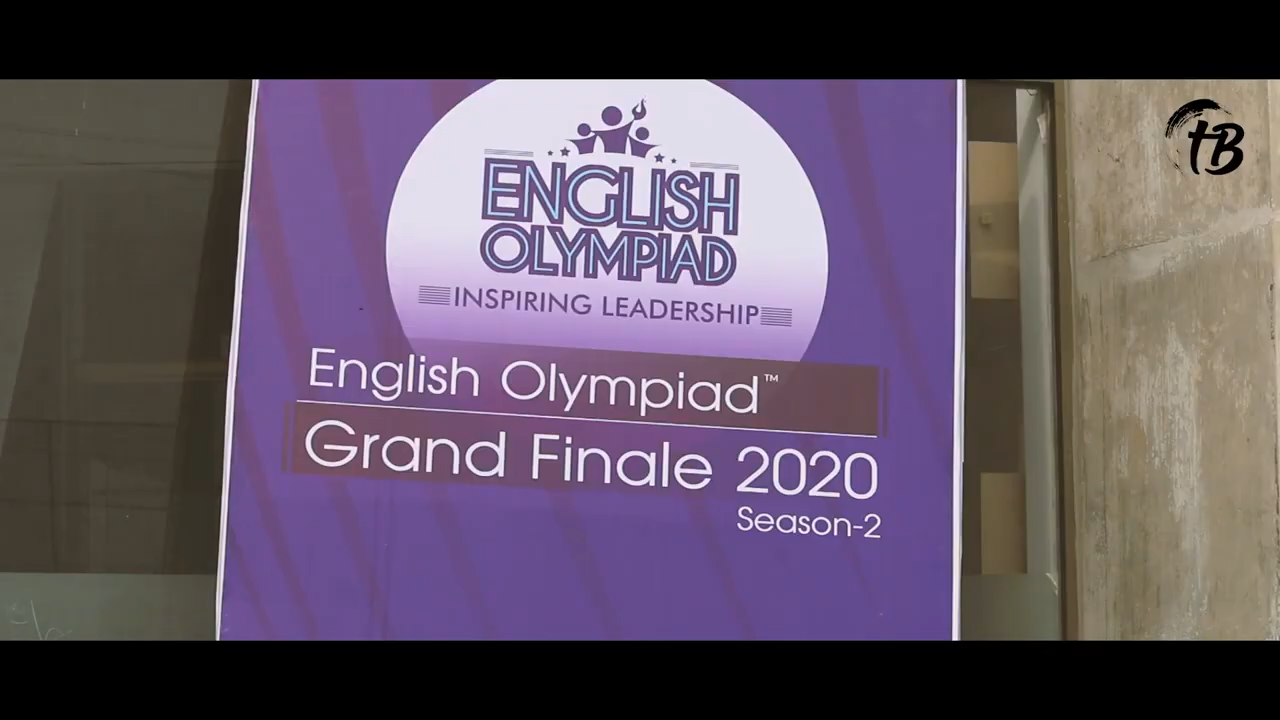 ENGLISH
OLYMPIAD
INSPIRING LEADERSHIP
English Olympiad™
Grand Finale 2020
Season-2
tB